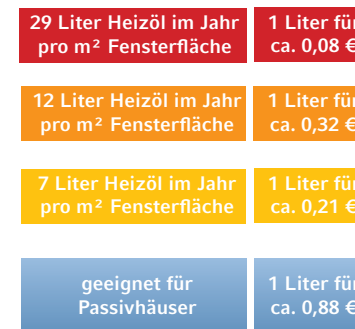 29 Liter Heizöl im Jahr
pro m² Fensterfläche
1 Liter für
ca. 0,08 €
12 Liter Heizöl im Jahr
pro m² Fensterfläche
1 Liter für
ca. 0,32 €
7 Liter Heizöl im Jahr
pro m² Fensterfläche
1 Liter für
ca. 0,21 €
geeignet für
Passivhäuser
1 Liter für
ca. 0,88 €